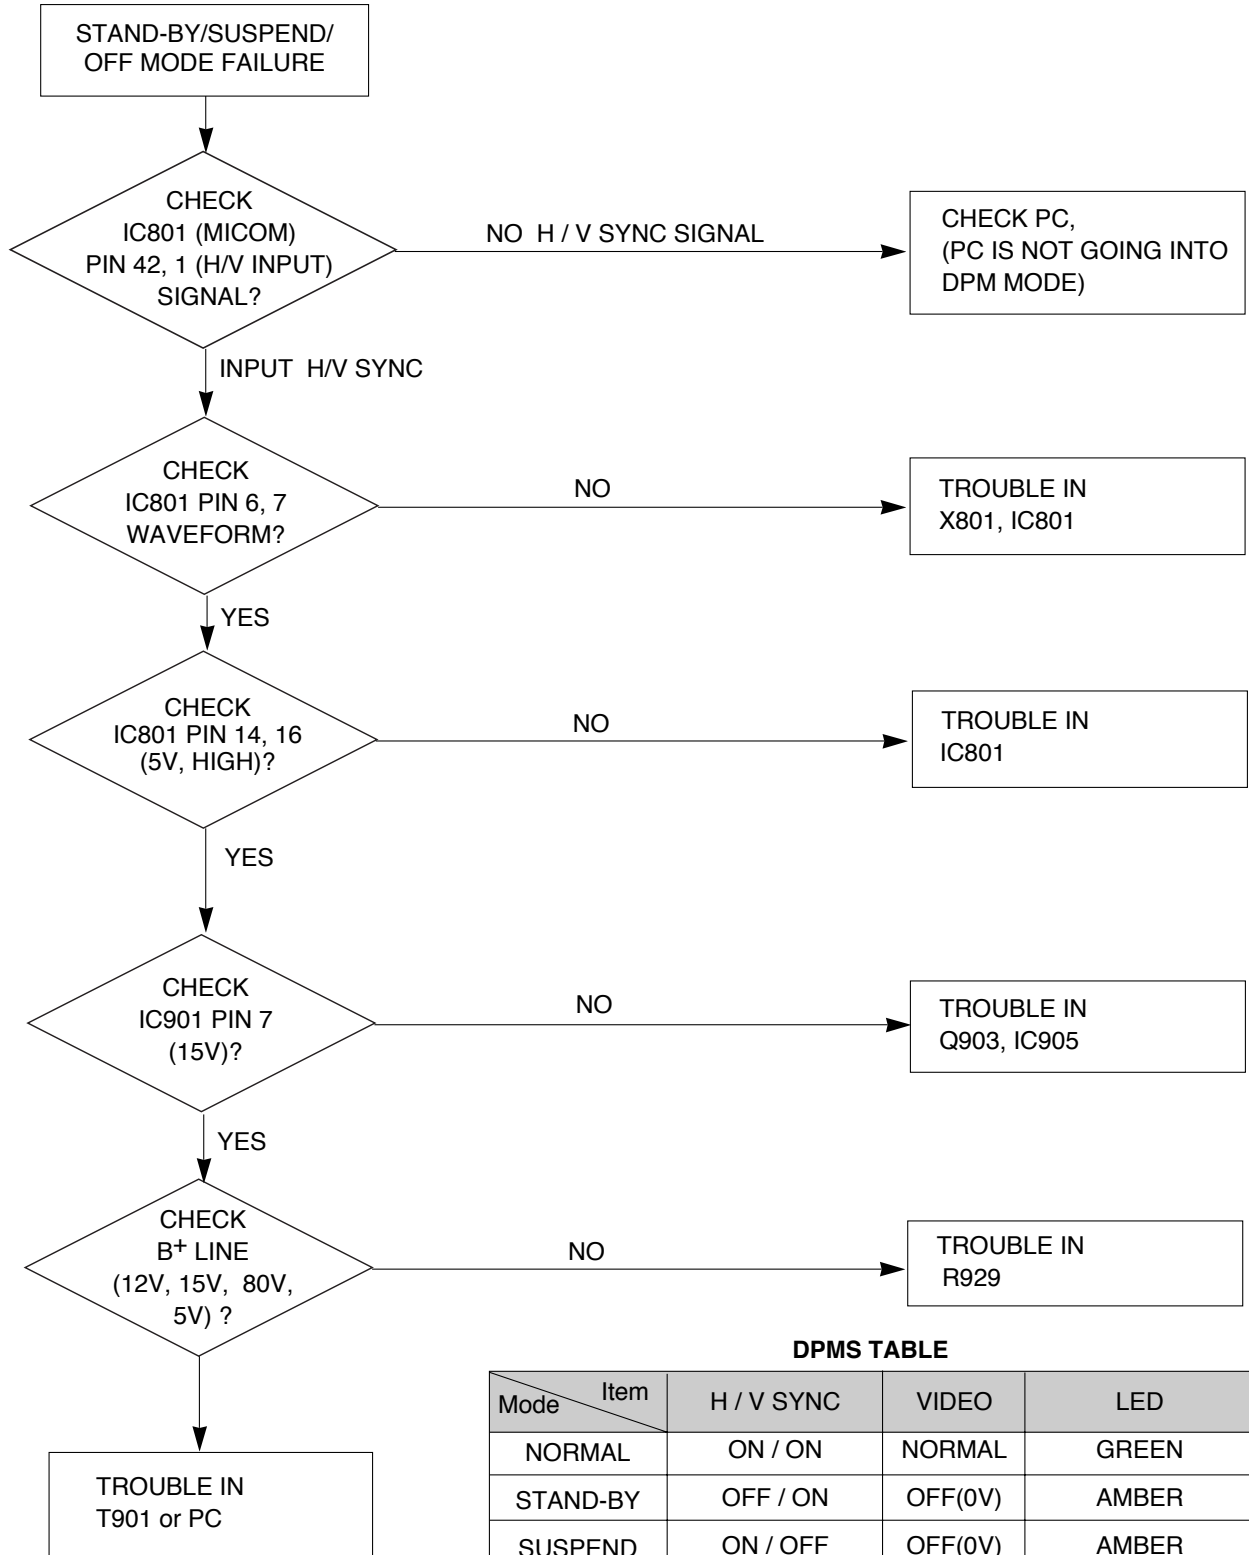 STAND-BY/SUSPEND/
OFF MODE FAILURE
CHECK
IC801 (MICOM)
PIN 42, 1 (H/V INPUT)
SIGNAL?
NO H / V SYNC SIGNAL
CHECK PC,
(PC IS NOT GOING INTO
DPM MODE)
INPUT H/V SYNC
CHECK
IC801 PIN 6, 7
WAVEFORM?
NO
TROUBLE IN
X801, IC801
YES
CHECK
IC801 PIN 14, 16
(5V, HIGH)?
NO
TROUBLE IN
IC801
YES
CHECK
IC901 PIN 7
(15V)?
NO
TROUBLE IN
Q903, IC905
YES
CHECK
B+ LINE
(12V, 15V, 80V,
5V) ?
NO
TROUBLE IN
R929
TROUBLE IN
T901 or PC
DPMS TABLE
Mode Item H / V SYNC VIDEO LED
NORMAL ON / ON NORMAL GREEN
STAND-BY OFF / ON OFF(0V) AMBER
SUSPEND ON / OFF OFF(0V) AMBER